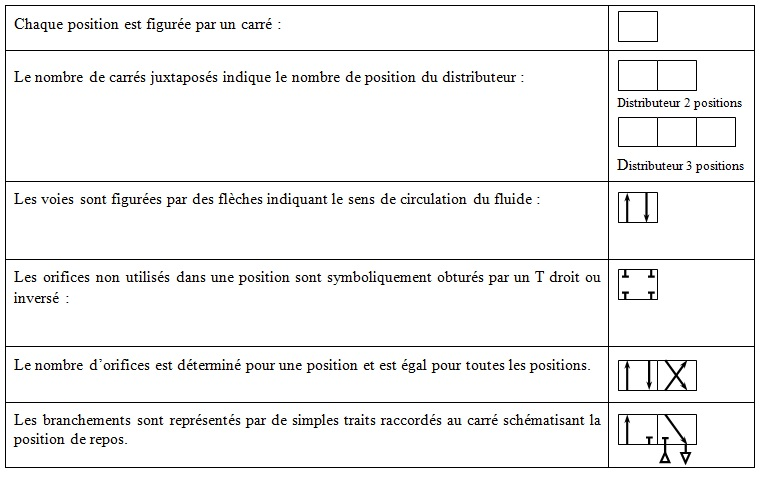 Chaque position est figurée par un carré :
Le nombre de carrés juxtaposés indique le nombre de position du distributeur :
Distributeur 2 positions
Distributeur 3 positions
Les voies sont figurées par des flèches indiquant le sens de circulation du fluide :
Les orifices non utilisés dans une position sont symboliquement obturés par un T droit ou
inversé :
Le nombre d’orifices est déterminé pour une position et est égal pour toutes les positions.
Les branchements sont représentés par de simples traits raccordés au carré schématisant la
position de repos.